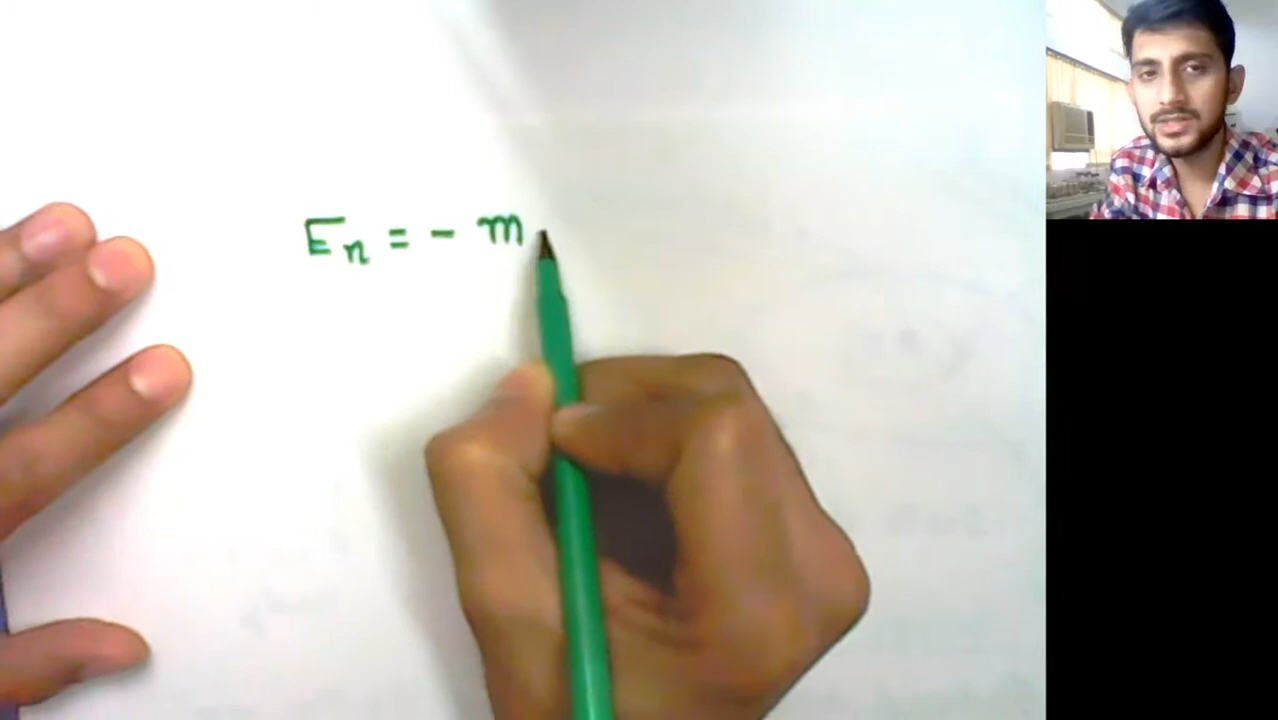 En = - m